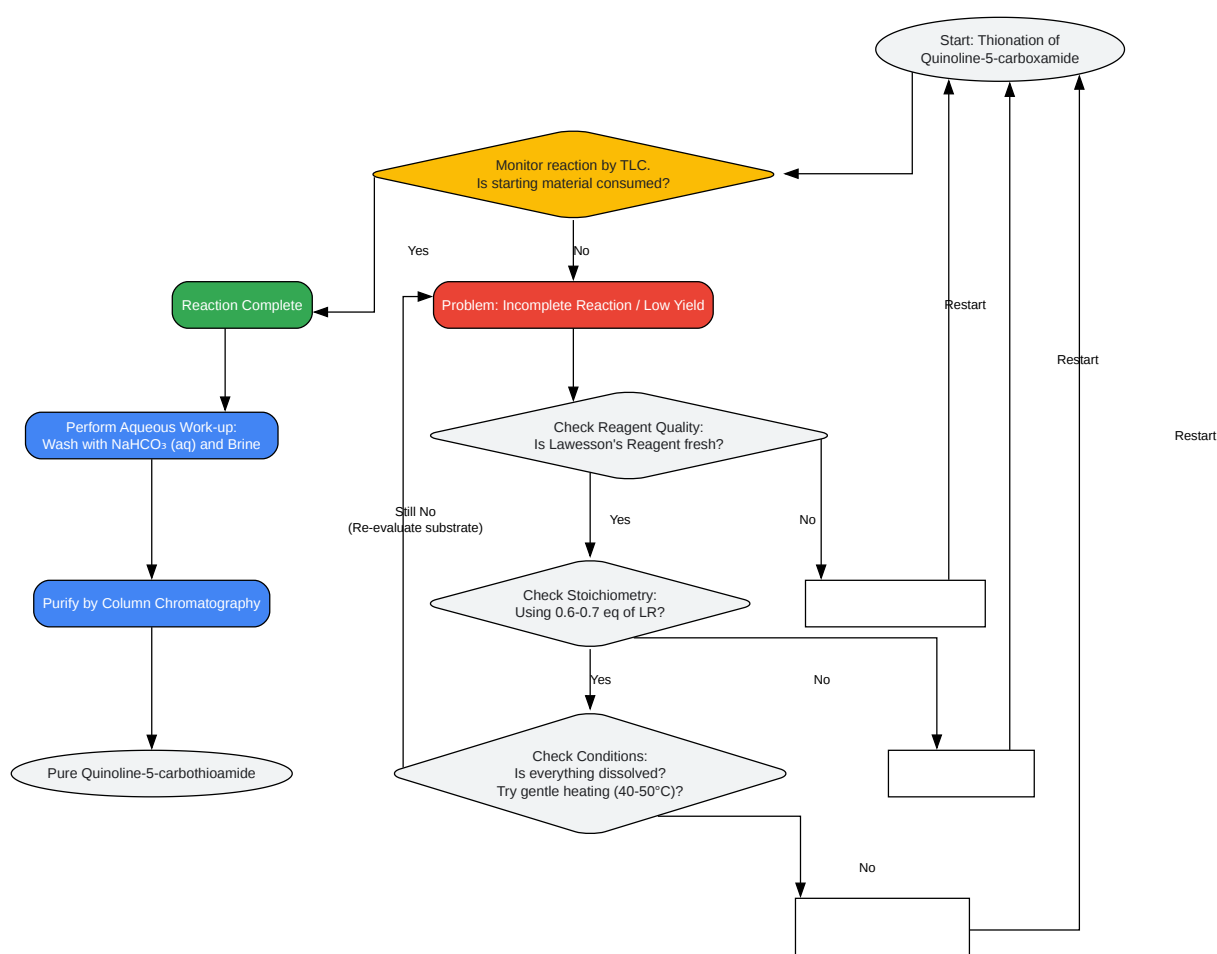 Start: Thionation of
Quinoline-5-carboxamide
Monitor reaction by TLC.
Is starting material consumed?
Yes
No
Reaction Complete
Problem: Incomplete Reaction / Low Yield
Restart
Restart
Perform Aqueous Work-up:
Wash with NaHCO₃ (aq) and Brine
Check Reagent Quality:
Is Lawesson's Reagent fresh?
Restart
Still No
(Re-evaluate substrate)
Yes
No
Purify by Column Chromatography
Check Stoichiometry:
Using 0.6-0.7 eq of LR?
Yes
No
Pure Quinoline-5-carbothioamide
Check Conditions:
Is everything dissolved?
Try gentle heating (40-50°C)?
No